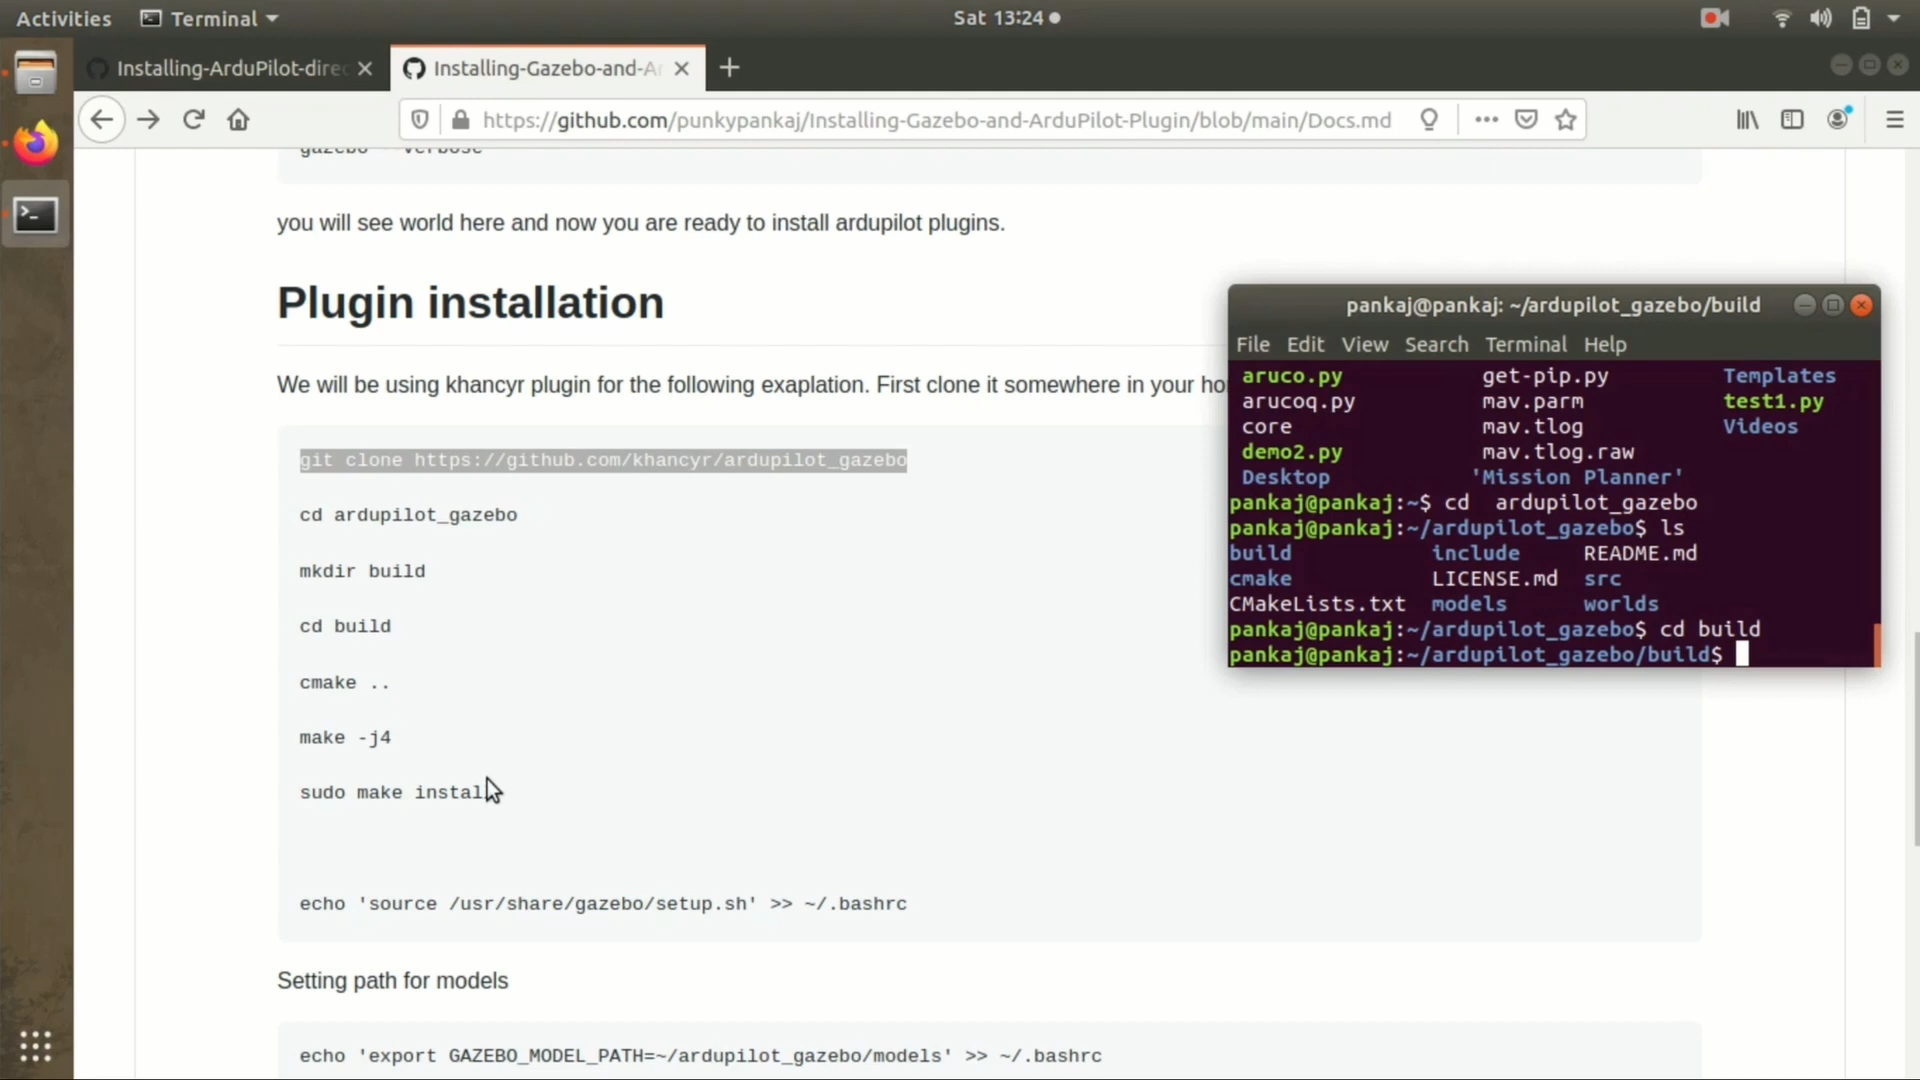 Activities Terminal Sat 13:24
Installing-ArduPilot-direc Installing-Gazebo-and-Ar
https://github.com/punkypankaj/Installing-Gazebo-and-ArduPilot-Plugin/blob/main/Docs.md
gazebo --verbose
you will see world here and now you are ready to install ardupilot plugins.
Plugin installation
We will be using khancyr plugin for the following exaplation. First clone it somewhere in your ho
git clone https://github.com/khancyr/ardupilot_gazebo
cd ardupilot_gazebo
mkdir build
cd build
cmake ..
make -j4
sudo make install
echo 'source /usr/share/gazebo/setup.sh' >> ~/.bashrc
Setting path for models
echo 'export GAZEBO_MODEL_PATH=~/ardupilot_gazebo/models' >> ~/.bashrc
pankaj@pankaj: ~/ardupilot_gazebo/build
File Edit View Search Terminal Help
aruco.py get-pip.py Templates
arucoq.py mav.parm test1.py
core mav.tlog Videos
demo2.py mav.tlog.raw
Desktop 'Mission Planner'
pankaj@pankaj:~$ cd  ardupilot_gazebo
pankaj@pankaj:~/ardupilot_gazebo$ ls
build include README.md
cmake LICENSE.md src
CMakeLists.txt models worlds
pankaj@pankaj:~/ardupilot_gazebo$ cd build
pankaj@pankaj:~/ardupilot_gazebo/build$